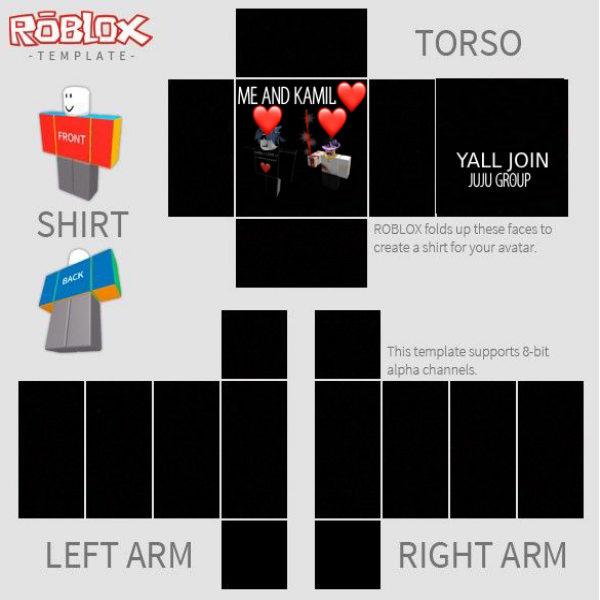 RŌBLOX
-TEMPLATE-
TORSO
FRONT
SHIRT
BACK
ME AND KAMIL❤️
YALL JOIN
JUJU GROUP
ROBLOX folds up these faces to
create a shirt for your avatar.
This template supports 8-bit
alpha channels.
LEFT ARM
RIGHT ARM